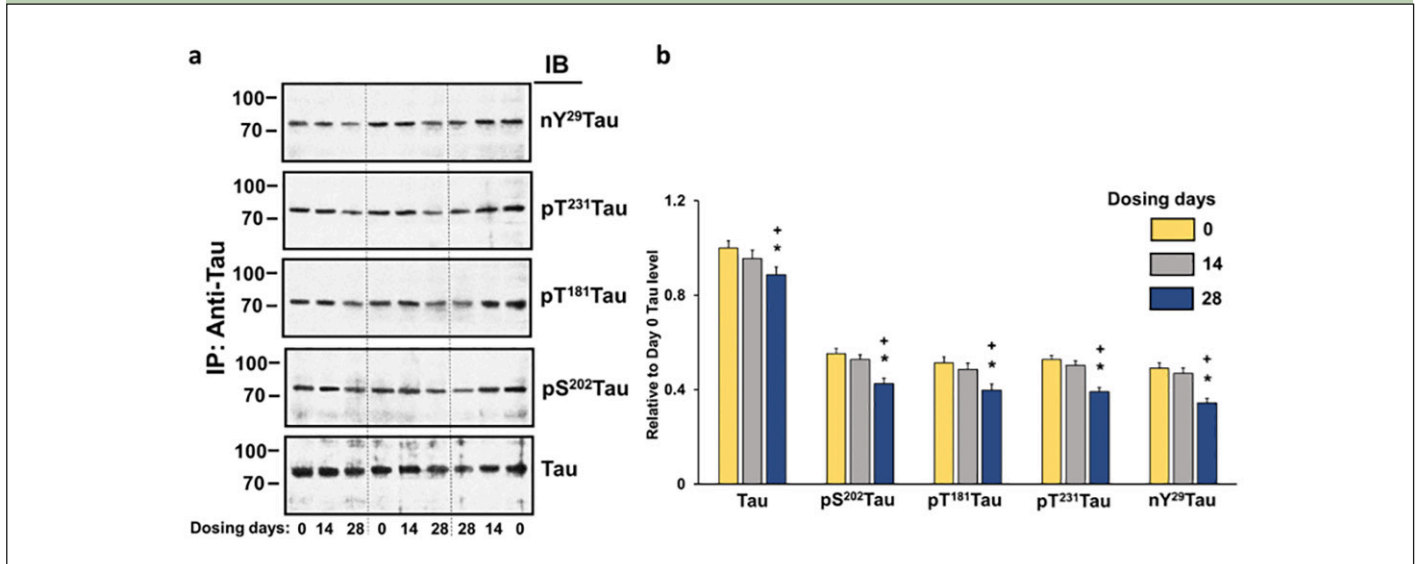 a
IB
100
70
nY²⁹Tau
100
70
pT²³¹Tau
100
70
pT¹⁸¹Tau
100
70
pS²⁰²Tau
100
70
Tau
IP: Anti-Tau
Dosing days: 0 14 28 0 14 28 28 14 0
b
Relative to Day 0 Tau level
1.2
0.8
0.4
0
+
*
+
*
+
*
+
*
+
*
Tau pS²⁰²Tau pT¹⁸¹Tau pT²³¹Tau nY²⁹Tau
Dosing days
0
14
28